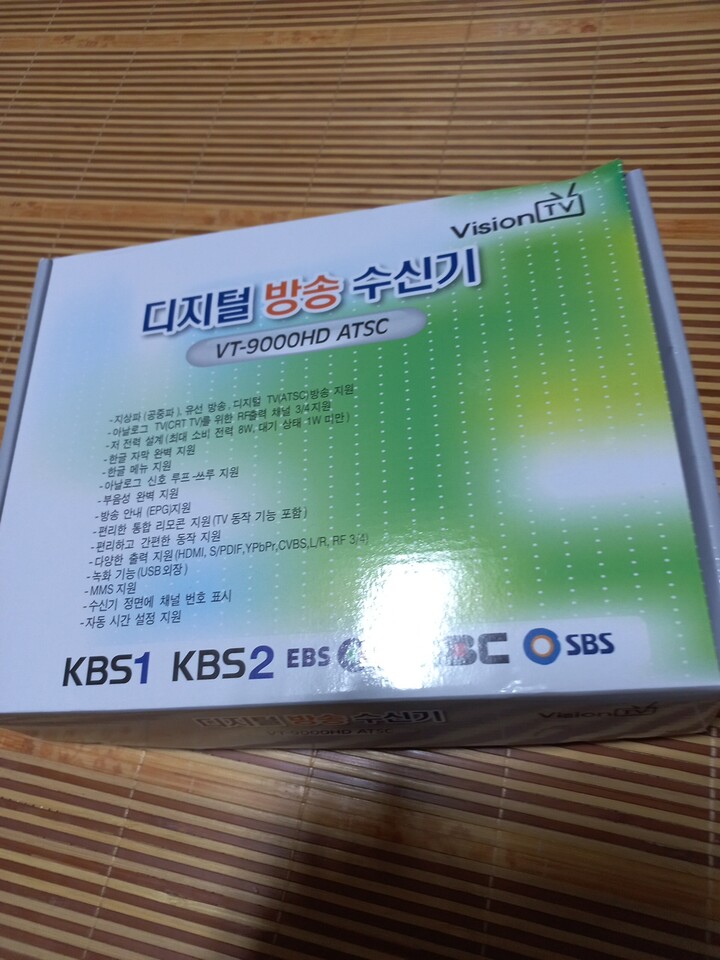 Vision TV
디지털 방송 수신기
VT-9000HD ATSC
-지상파(공중파), 유선 방송, 디지털 TV(ATSC)방송 지원
-아날로그 TV(CRT TV)를 위한 RF출력 채널 3/4지원
-저 전력 설계(최대 소비 전력 8W, 대기 상태 1W 미만)
-한글 자막 완벽 지원
-한글 메뉴 지원
-아날로그 신호 루프-쓰루 지원
-부음성 완벽 지원
-방송 안내 (EPG)지원
-편리한 통합 리모콘 지원(TV 동작 기능 포함)
-편리하고 간편한 동작 지원
-다양한 출력 지원(HDMI, S/PDIF,YPbPr,CVBS,L/R, RF 3/4)
-녹화 기능(USB외장)
-MMS 지원
-수신기 정면에 채널 번호 표시
-자동 시간 설정 지원
KBS1 KBS2 EBS SBS
디지털 방송 수신기
Vision TV
VT-9000HD ATSC